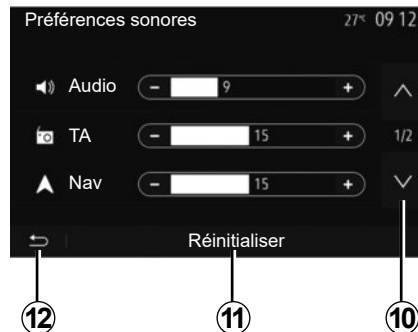 Préférences sonores 27°C 09 12
Audio - 9 +
TA - 15 + 1/2
Nav - 15 +
Réinitialiser
12 11 10